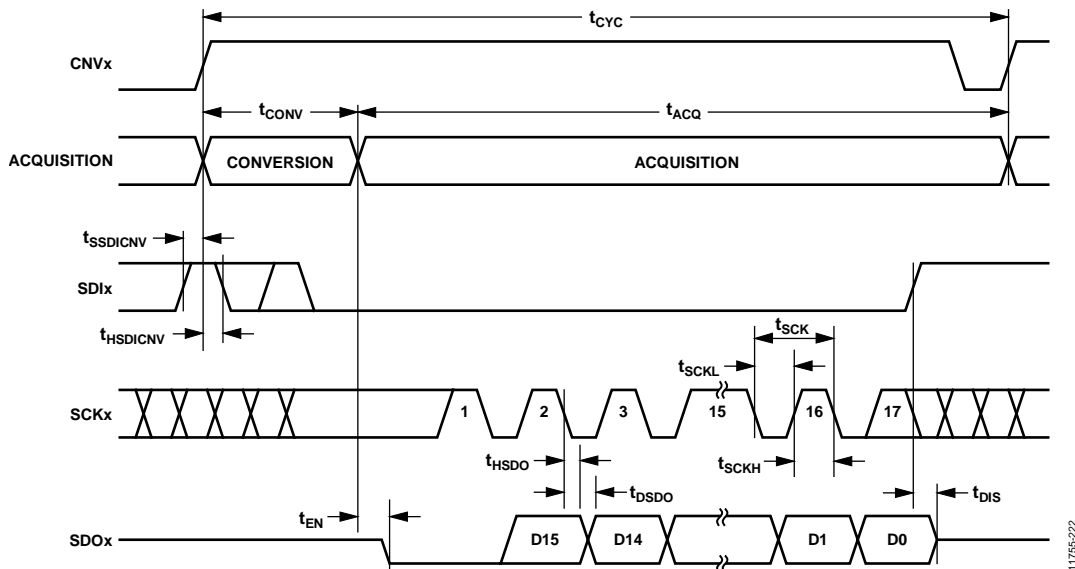 tCYC
CNVx
tCONV
tACQ
ACQUISITION
CONVERSION
ACQUISITION
tSSDICNV
SDIx
tHSDICNV
tSCK
tSCKL
SCKx
1
2
3
15
16
17
tHSDO
tSCKH
tDSDO
tDIS
tEN
SDOx
D15
D14
D1
D0
11755-222